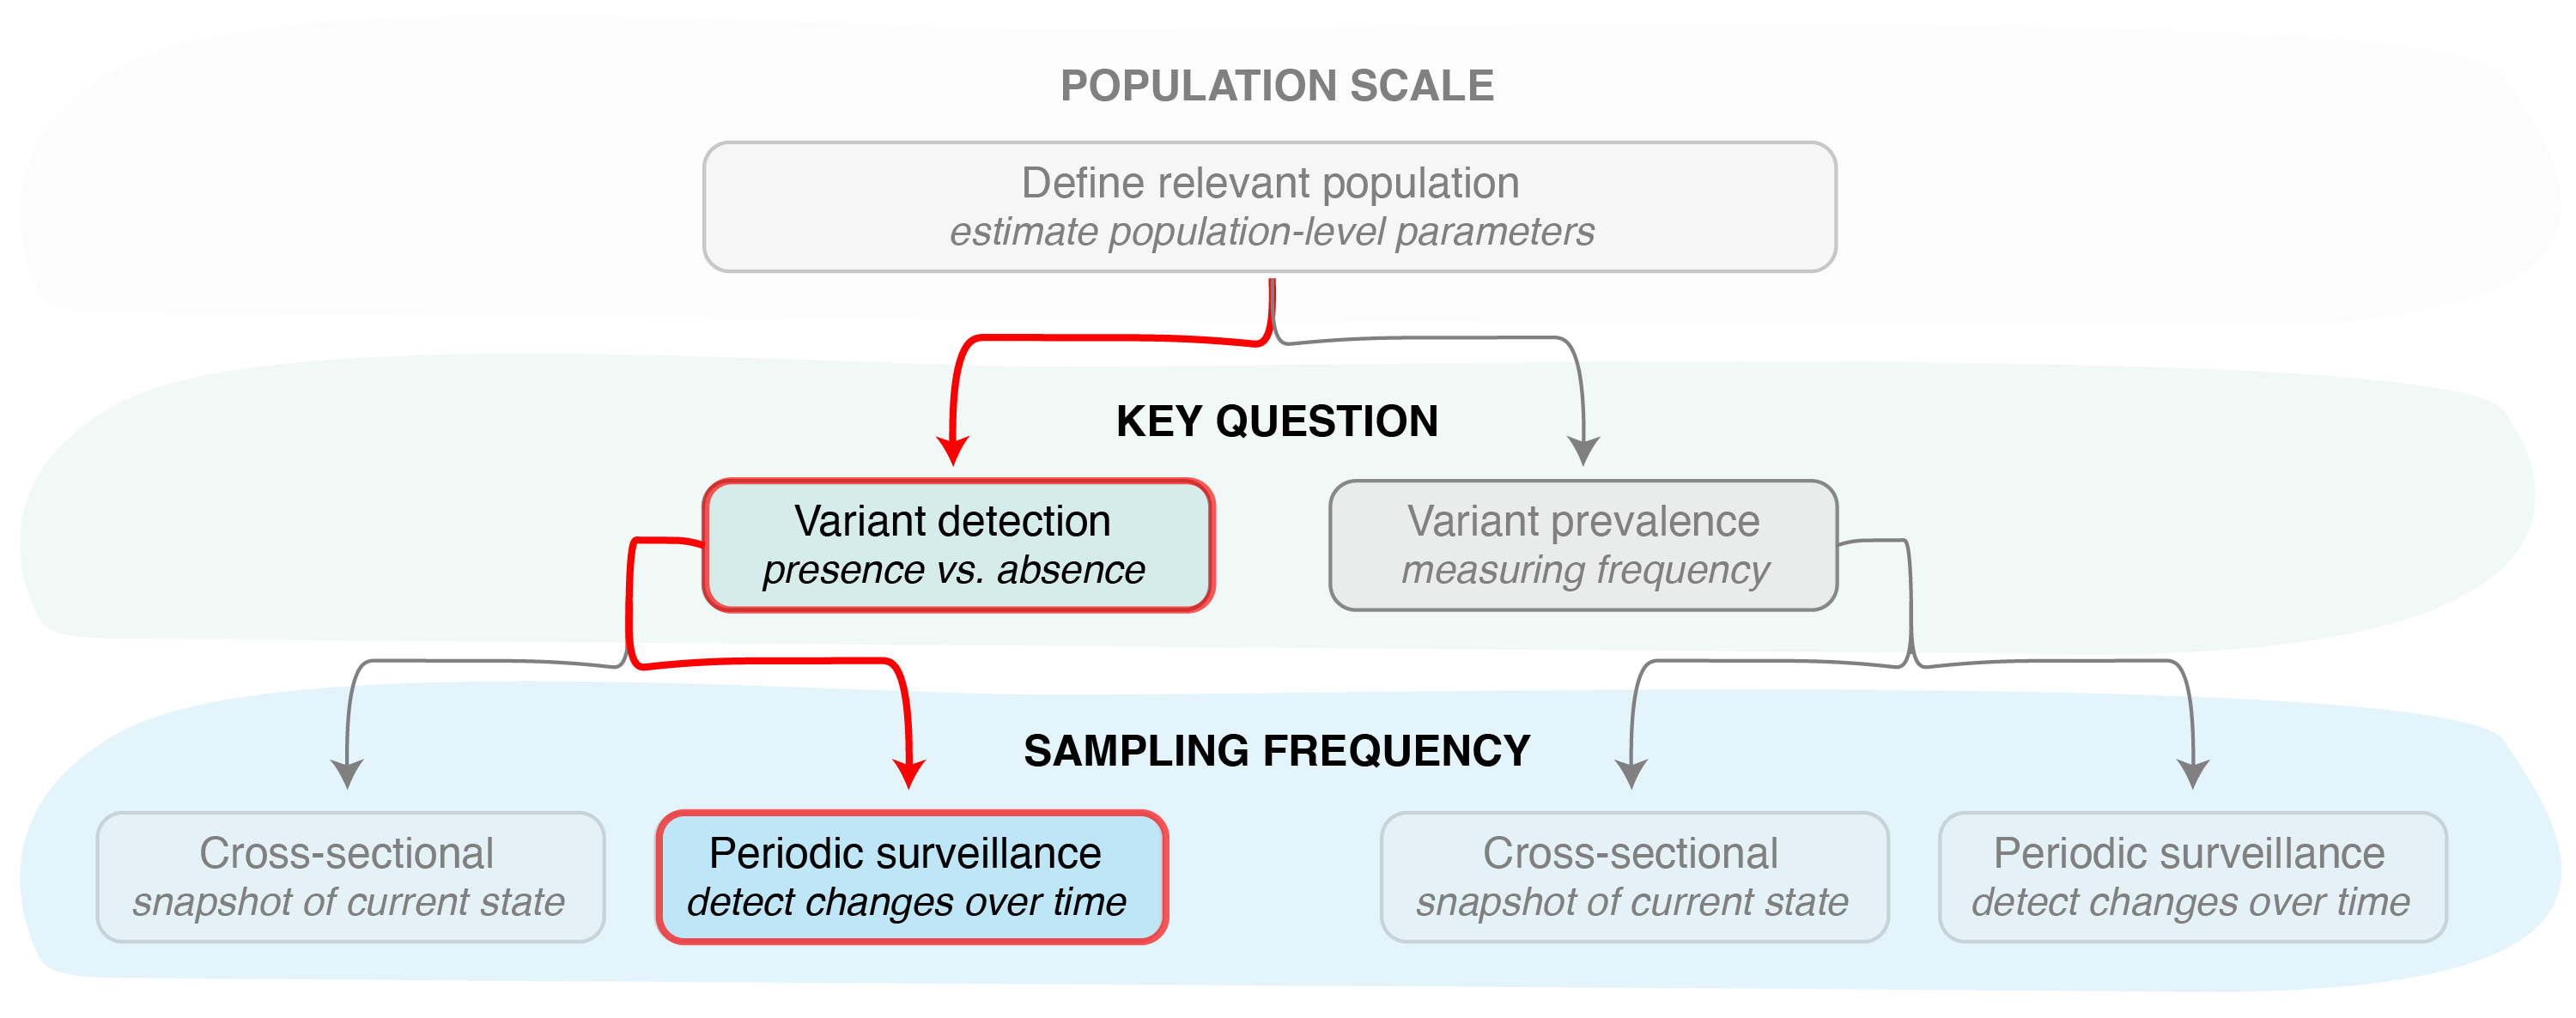 POPULATION SCALE
Define relevant population
estimate population-level parameters
KEY QUESTION
Variant detection
presence vs. absence
Variant prevalence
measuring frequency
SAMPLING FREQUENCY
Cross-sectional
snapshot of current state
Periodic surveillance
detect changes over time
Cross-sectional
snapshot of current state
Periodic surveillance
detect changes over time